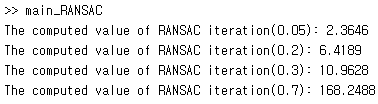 >> main_RANSAC
The computed value of RANSAC iteration(0.05): 2.3646
The computed value of RANSAC iteration(0.2): 6.4189
The computed value of RANSAC iteration(0.3): 10.9628
The computed value of RANSAC iteration(0.7): 168.2488